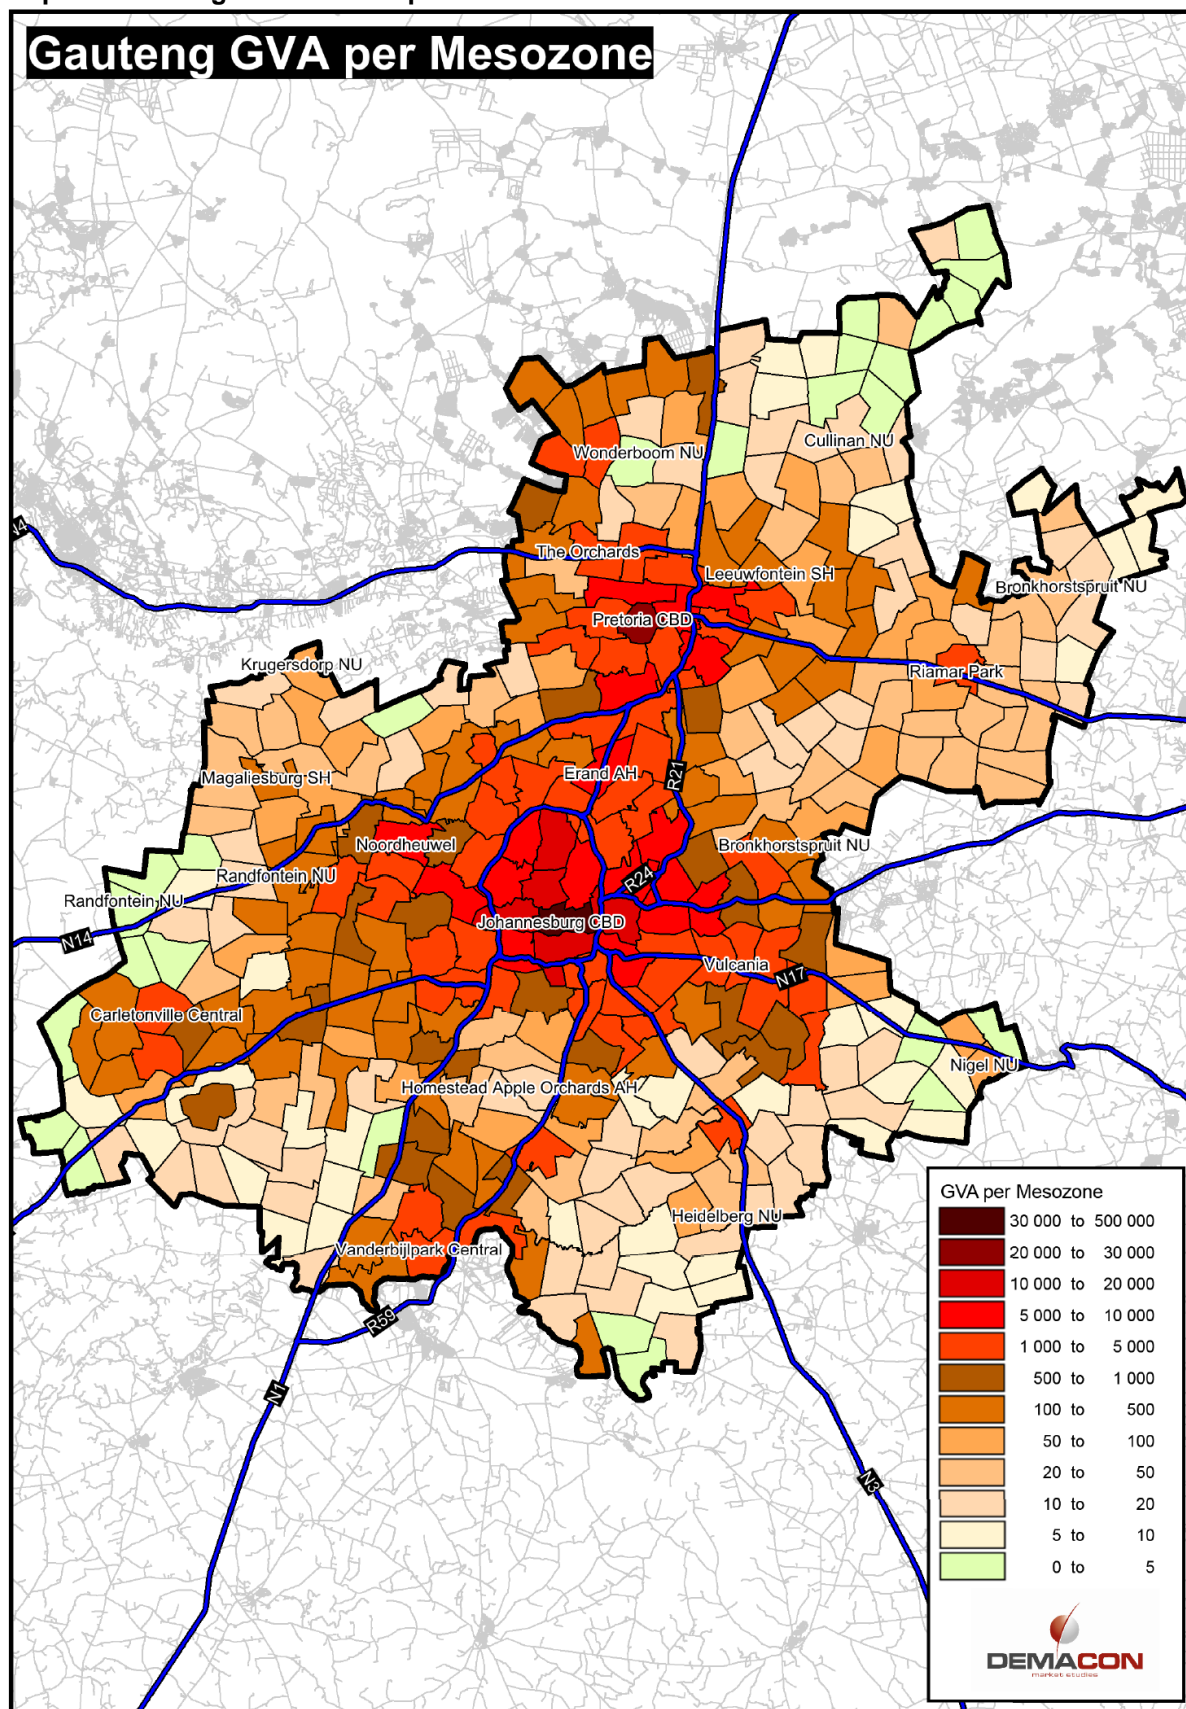 Gauteng GVA per Mesozone
Wonderboom NU
Cullinan NU
N4
The Orchards
Leeuwfontein SH
Bronkhorstspruit NU
Pretoria CBD
Krugersdorp NU
Riamar Park
Magaliesburg SH
Erand AH
R21
Noordheuwel
Bronkhorstspruit NU
Randfontein NU
R24
Randfontein NU
Johannesburg CBD
N14
Vulcania
N17
Carletonville Central
Nigel NU
Homestead Apple Orchards AH
Heidelberg NU
Vanderbijlpark Central
R59
N1
N3
GVA per Mesozone
30 000 to 500 000
20 000 to 30 000
10 000 to 20 000
5 000 to 10 000
1 000 to 5 000
500 to 1 000
100 to 500
50 to 100
20 to 50
10 to 20
5 to 10
0 to 5
DEMACON
market studies